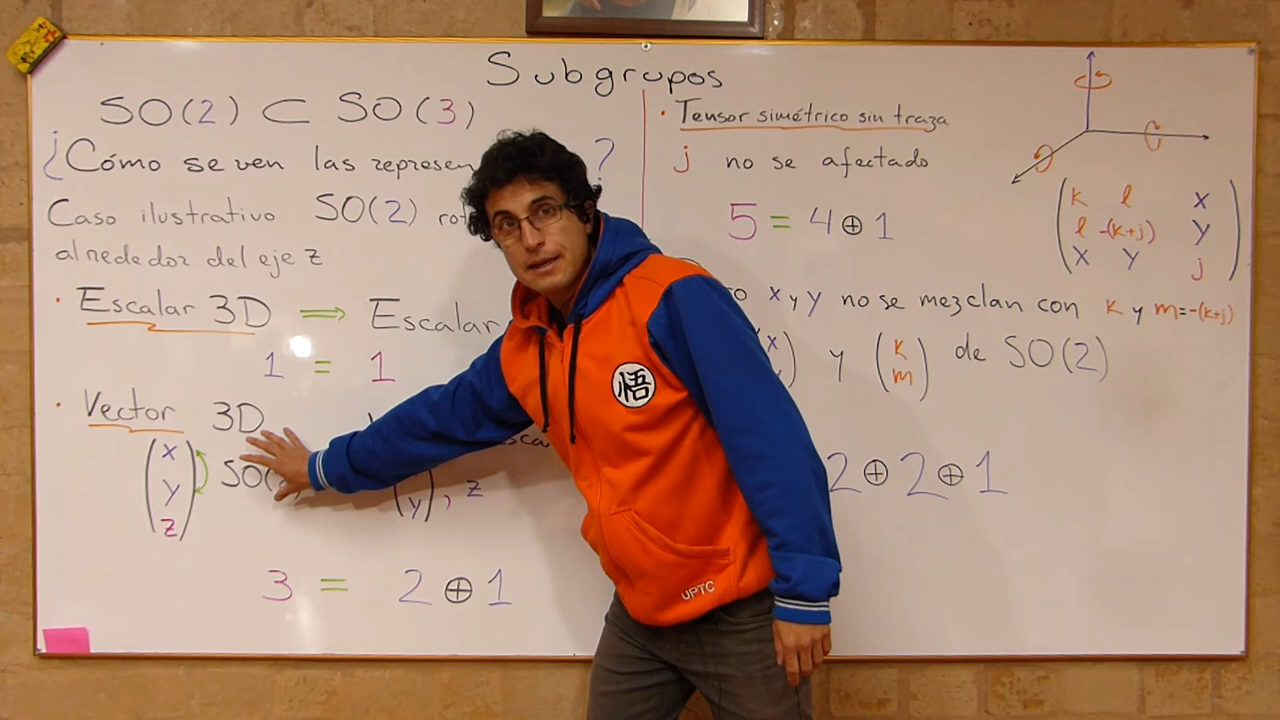 Subgrupos
SO(2) ⊂ SO(3)
¿Cómo se ven las ?
Caso ilustrativo SO(2)
alrededor del eje z
· Escalar 3D ⟹ Escalar
1 = 1
· Vector 3D
(x y z) SO(
y), z
3 = 2 ⊕ 1
· Tensor simétrico sin traza
j no se afectado
5 = 4 ⊕ 1
k l x
l -(k+j) y
x y j
x y y no se mezclan con k y m=-(k+j)
x) y (k m) de SO(2)
2 ⊕ 2 ⊕ 1
悟
UPTC